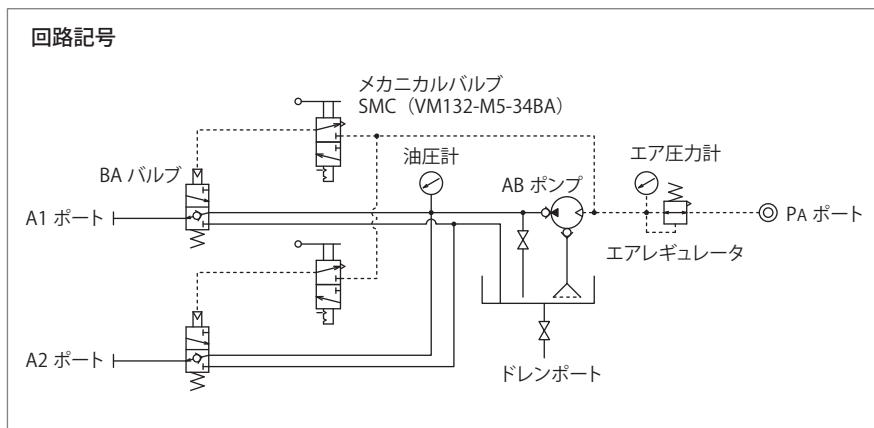 回路記号
メカニカルバルブ
SMC（VM132-M5-34BA）
油圧計
エア圧力計
BA バルブ
AB ポンプ
A1 ポート
PA ポート
エアレギュレータ
A2 ポート
ドレンポート